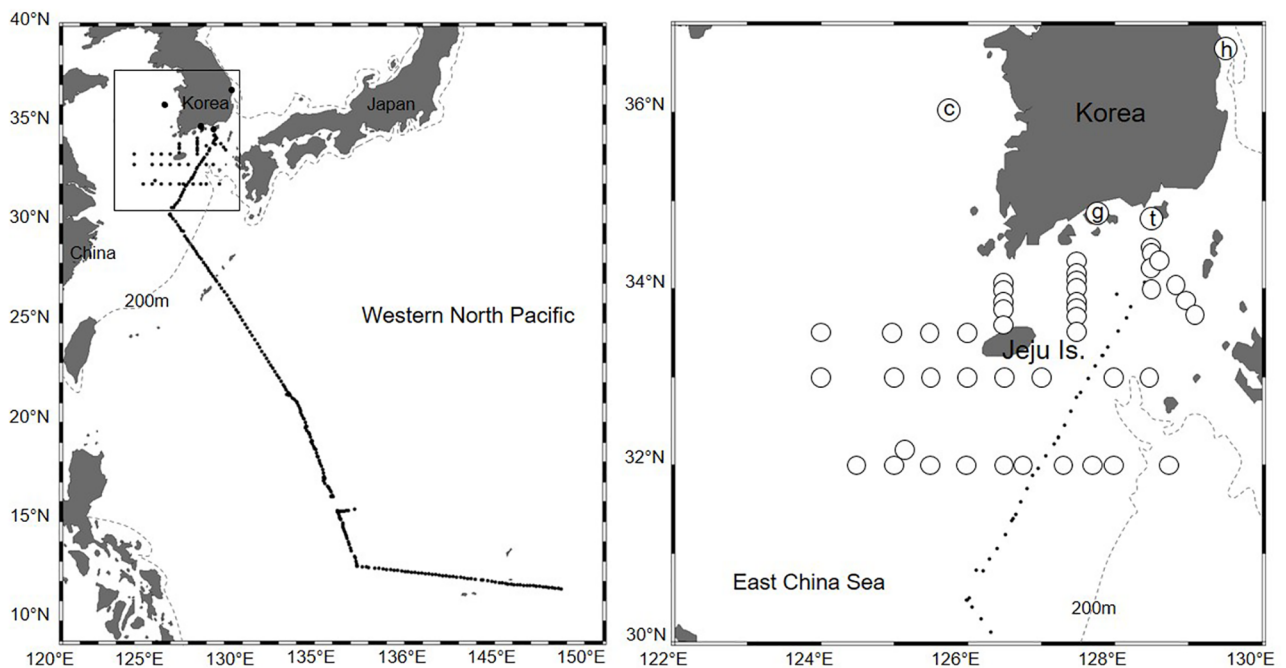 40°N
35°N
30°N
25°N
20°N
15°N
10°N
120°E
125°E
130°E
135°E
136°E
145°E
150°E
Korea
Japan
China
200m
Western North Pacific
36°N
34°N
32°N
30°N
122°E
124°E
126°E
128°E
130°E
h
c
Korea
g
t
Jeju Is.
East China Sea
200m